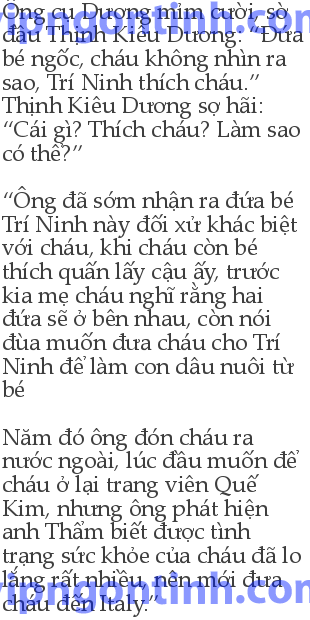 Ông cụ Dương mỉm cười, sờ
đầu Thịnh Kiều Dương: “Đứa
bé ngốc, cháu không nhìn ra
sao, Trí Ninh thích cháu.”
Thịnh Kiêu Dương sợ hãi:
“Cái gì? Thích cháu? Làm sao
có thể?”
“Ông đã sớm nhận ra đứa bé
Trí Ninh này đối xử khác biệt
với cháu, khi cháu còn bé
thích quấn lấy cậu ấy, trước
kia mẹ cháu nghĩ rằng hai
đứa sẽ ở bên nhau, còn nói
đùa muốn đưa cháu cho Trí
Ninh để làm con dâu nuôi từ
bé
Năm đó ông đón cháu ra
nước ngoài, lúc đầu muốn để
cháu ở lại trang viên Quế
Kim, nhưng ông phát hiện
anh Thẩm biết được tình
trạng sức khỏe của cháu đã lo
lắng rất nhiều, nên mới đưa
cháu đến Italy.”